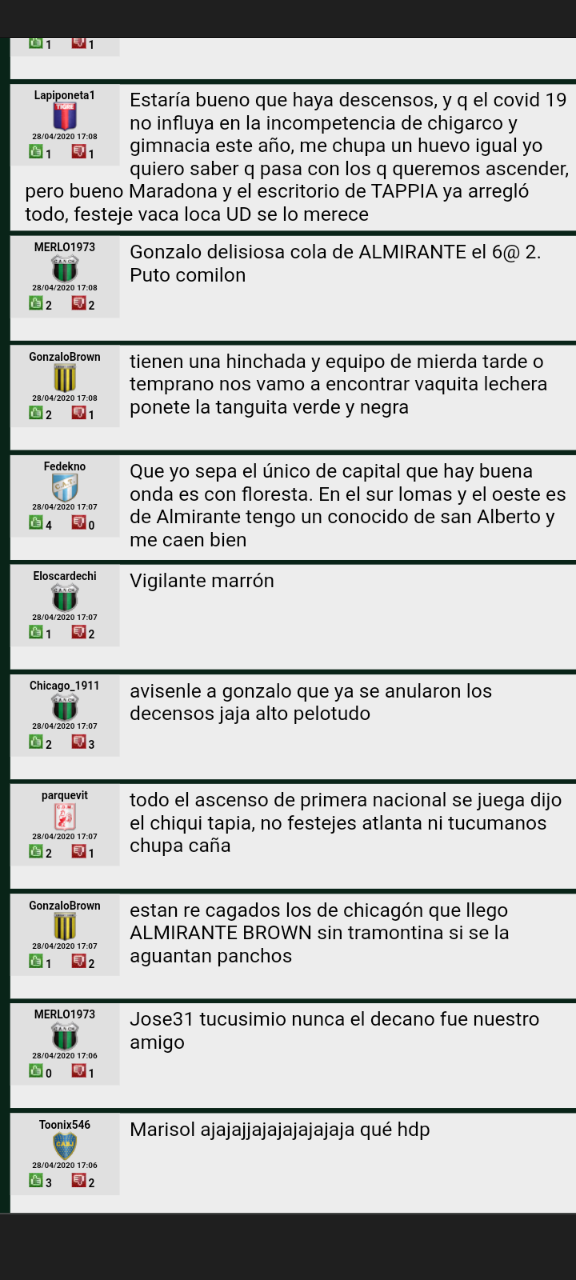 1 1
Lapiponeta1
TIGRE
28/04/2020 17:08
1 1
Estaría bueno que haya descensos, y q el covid 19
no influya en la incompetencia de chigarco y
gimnacia este año, me chupa un huevo igual yo
quiero saber q pasa con los q queremos ascender,
pero bueno Maradona y el escritorio de TAPPIA ya arregló
todo, festeje vaca loca UD se lo merece
MERLO1973
28/04/2020 17:08
2 2
Gonzalo delisiosa cola de ALMIRANTE el 6@ 2.
Puto comilon
GonzaloBrown
28/04/2020 17:08
2 1
tienen una hinchada y equipo de mierda tarde o
temprano nos vamo a encontrar vaquita lechera
ponete la tanguita verde y negra
Fedekno
28/04/2020 17:07
4 0
Que yo sepa el único de capital que hay buena
onda es con floresta. En el sur lomas y el oeste es
de Almirante tengo un conocido de san Alberto y
me caen bien
Eloscardechi
28/04/2020 17:07
1 2
Vigilante marrón
Chicago_1911
28/04/2020 17:07
2 3
avisenle a gonzalo que ya se anularon los
decensos jaja alto pelotudo
parquevit
28/04/2020 17:07
2 1
todo el ascenso de primera nacional se juega dijo
el chiqui tapia, no festejes atlanta ni tucumanos
chupa caña
GonzaloBrown
28/04/2020 17:07
1 2
estan re cagados los de chicagón que llego
ALMIRANTE BROWN sin tramontina si se la
aguantan panchos
MERLO1973
28/04/2020 17:06
0 1
Jose31 tucusimio nunca el decano fue nuestro
amigo
Toonix546
CABJ
28/04/2020 17:06
3 2
Marisol ajajajjajajajajajaja qué hdp